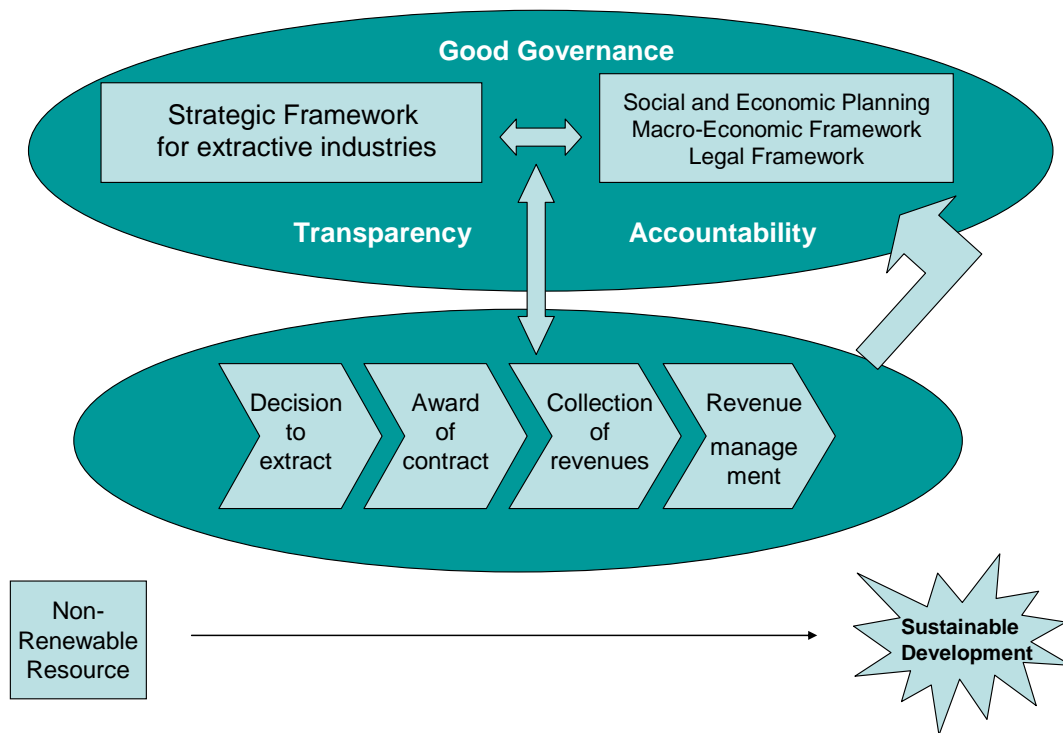 Good Governance
Strategic Framework
for extractive industries
Social and Economic Planning
Macro-Economic Framework
Legal Framework
Transparency
Accountability
Decision
to
extract
Award
of
contract
Collection
of
revenues
Revenue
manage
ment
Non-
Renewable
Resource
Sustainable
Development